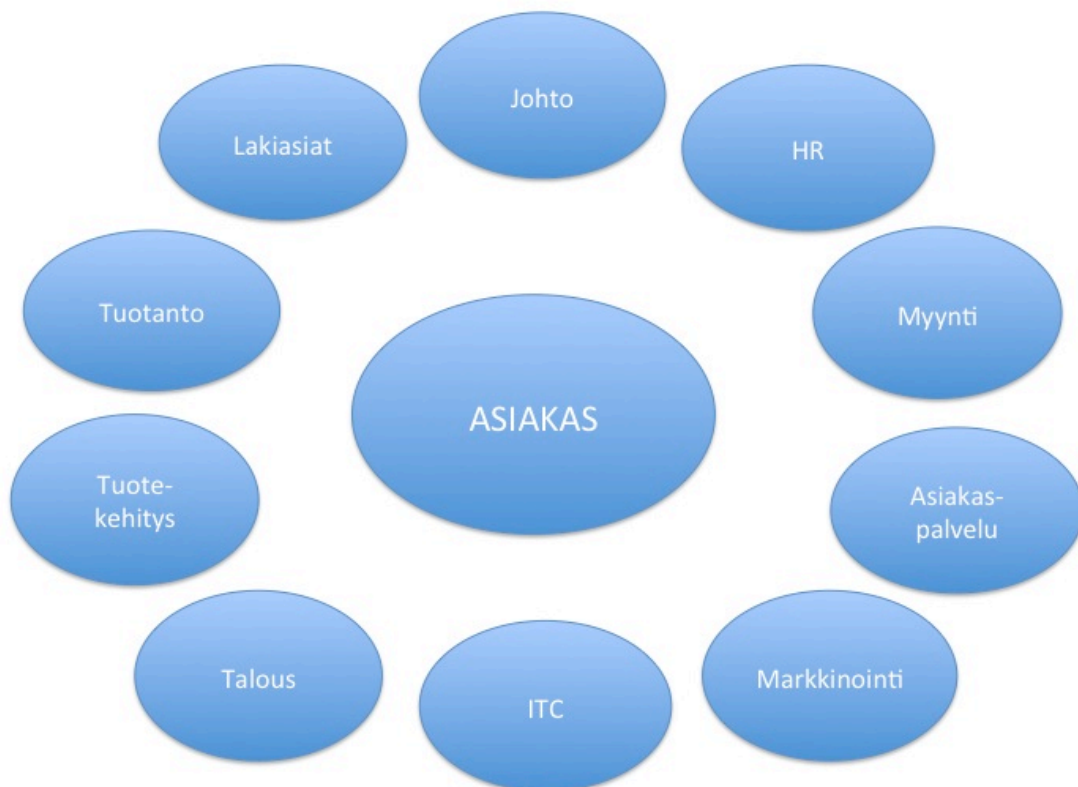 Johto
Lakiasiat
HR
Tuotanto
Myynti
ASIAKAS
Tuote-
kehitys
Asiakas-
palvelu
Talous
ITC
Markkinointi